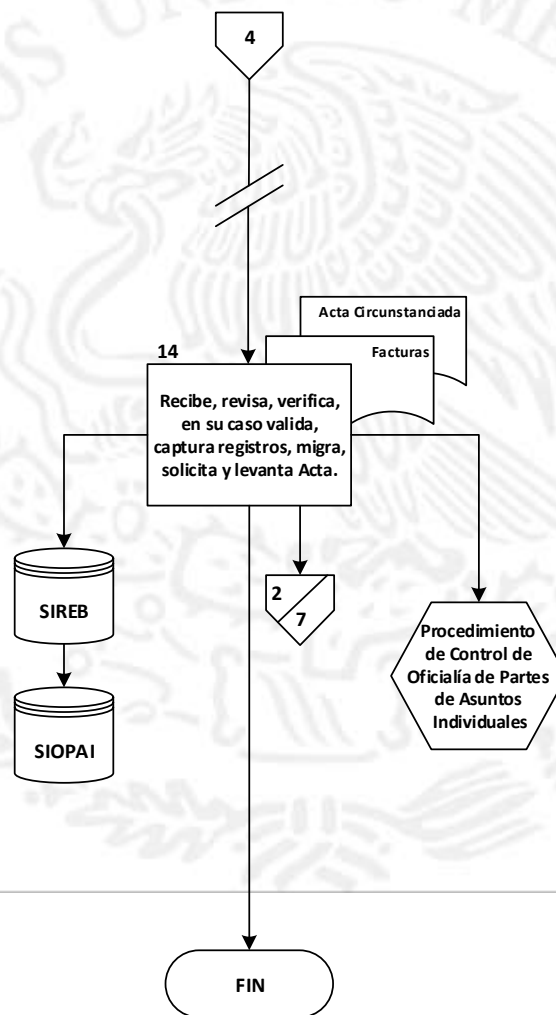 4
Acta Circunstanciada
Facturas
14
Recibe, revisa, verifica,
en su caso valida,
captura registros, migra,
solicita y levanta Acta.
SIREB
2
7
Procedimiento
de Control de
Oficialía de Partes
de Asuntos
Individuales
SIOPAI
FIN